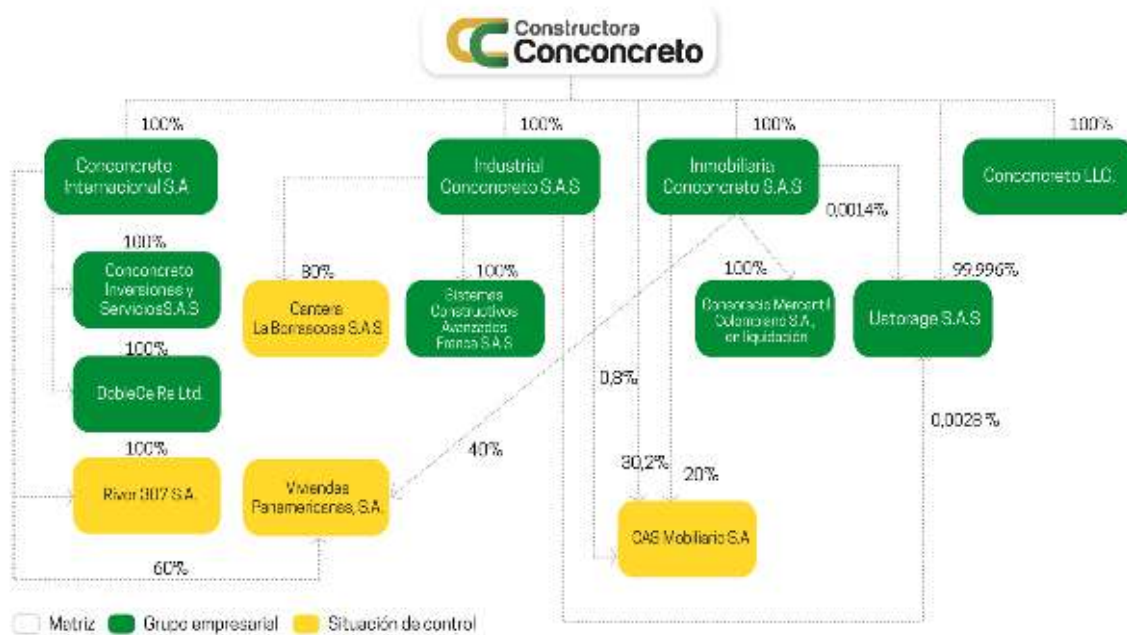 Constructora
Conconcreto
100%
100%
100%
100%
Conconcreto
Internacional S.A.
Industrial
Conconcreto S.A.S
Inmobiliaria
Conconcreto S.A.S
Conconcreto LLC.
0,0014%
100%
80%
100%
100%
99.996%
Conconcreto
Inversiones y
ServiciosS.A.S
Cantera
La Borrascosa S.A.S
Sistemas
Constructivos
Avanzados
Franca S.A.S
Consorcio Mercantil
Colombiano S.A.,
en liquidación
Ustorage S.A.S
100%
DobleCe Re Ltd.
0,8%
0,0028 %
100%
40%
30,2%
20%
River 307 S.A.
Viviendas
Panamericanas, S.A.
CAS Mobiliario S.A
60%
Matriz
Grupo empresarial
Situación de control